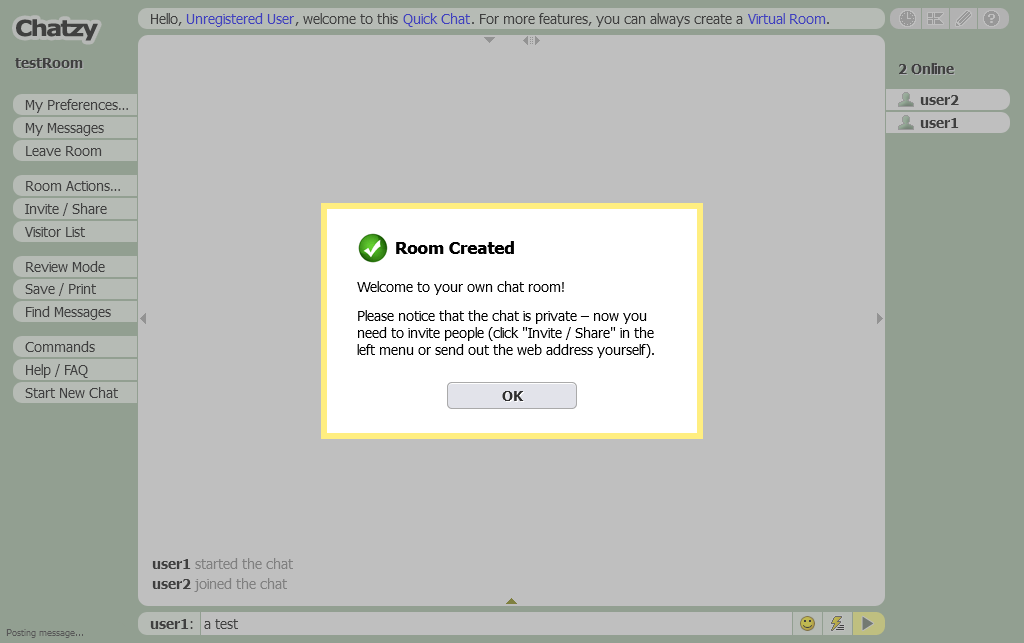 Chatzy
Hello, Unregistered User, welcome to this Quick Chat. For more features, you can always create a Virtual Room.
testRoom
2 Online
user2
user1
My Preferences...
My Messages
Leave Room
Room Actions...
Invite / Share
Visitor List
Review Mode
Save / Print
Find Messages
Commands
Help / FAQ
Start New Chat
Room Created
Welcome to your own chat room!
Please notice that the chat is private – now you
need to invite people (click "Invite / Share" in the
left menu or send out the web address yourself).
OK
user1 started the chat
user2 joined the chat
user1: a test
Posting message...